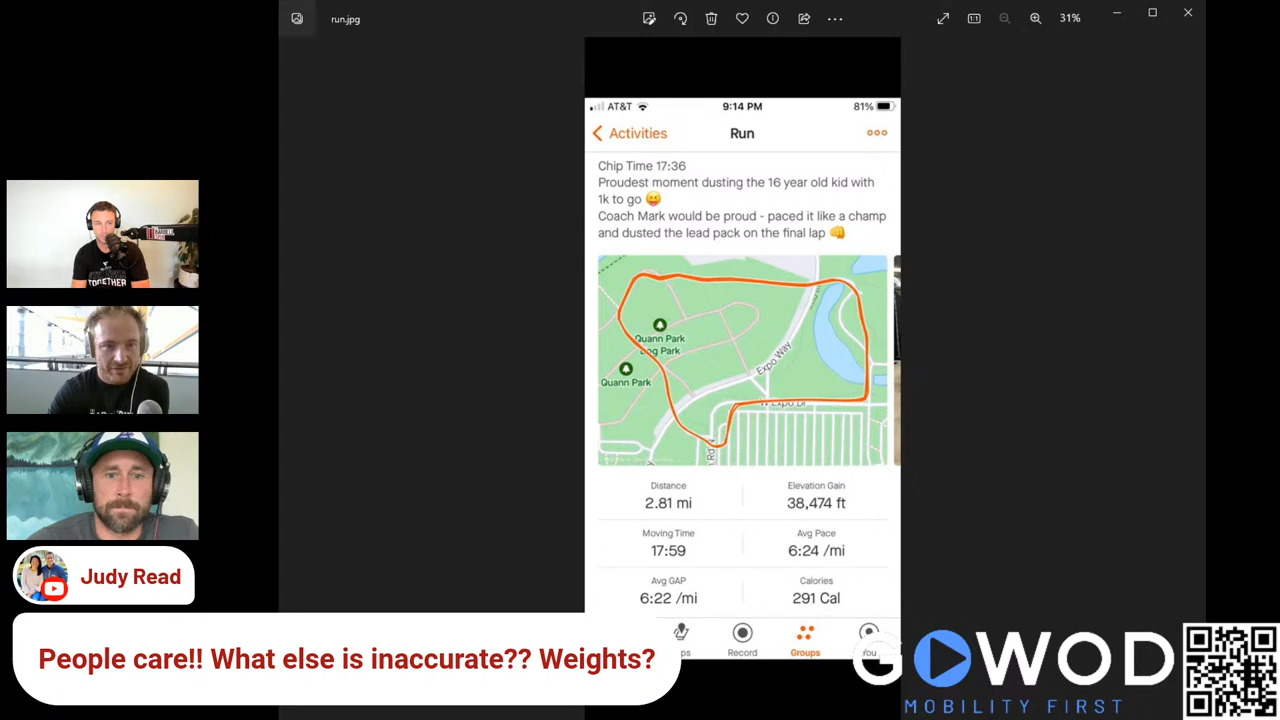 run.jpg
31%
AT&T
9:14 PM
81%
Activities
Run
Chip Time 17:36
Proudest moment dusting the 16 year old kid with
1k to go 😝
Coach Mark would be proud - paced it like a champ
and dusted the lead pack on the final lap 👊
Quann Park
Dog Park
Quann Park
Expo Way
W Expo Dr
Distance
2.81 mi
Elevation Gain
38,474 ft
Moving Time
17:59
Avg Pace
6:24 /mi
Avg GAP
6:22 /mi
Calories
291 Cal
Record
Groups
You
TOGETHER
Judy Read
People care!! What else is inaccurate?? Weights?
GOWOD
MOBILITY FIRST